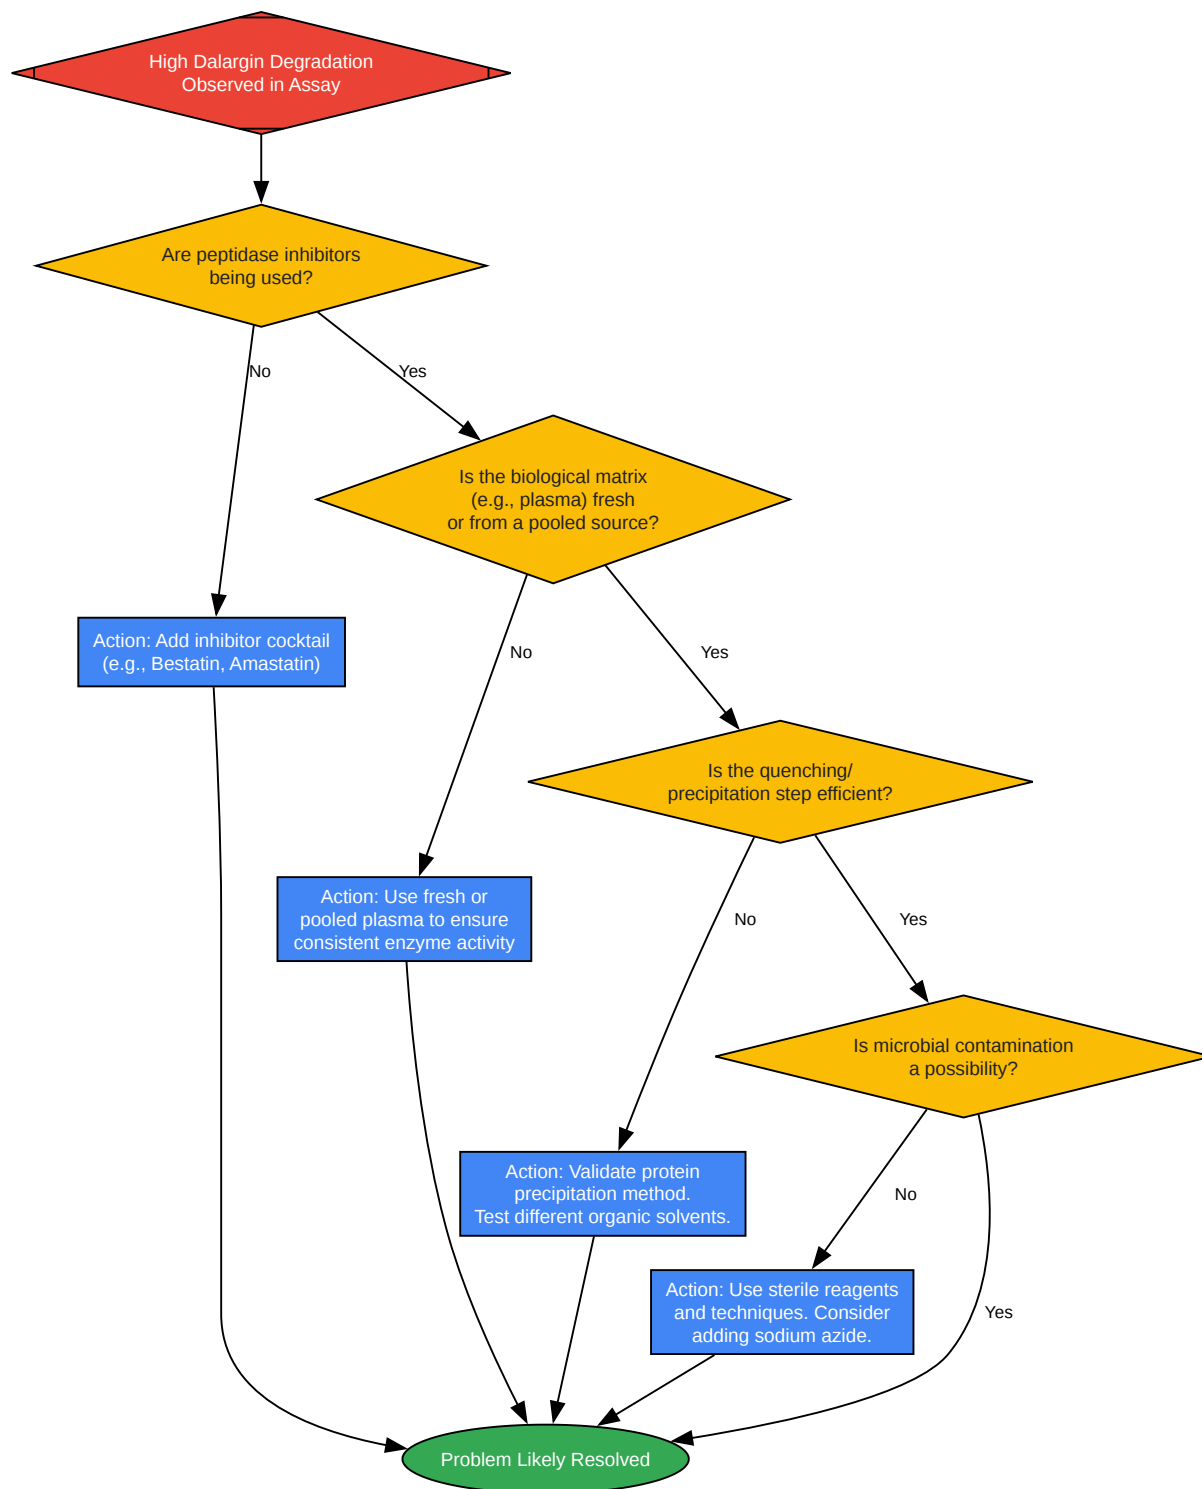 High Dalargin Degradation
Observed in Assay
Are peptidase inhibitors
being used?
No
Yes
Is the biological matrix
(e.g., plasma) fresh
or from a pooled source?
Action: Add inhibitor cocktail
(e.g., Bestatin, Amastatin)
No
Yes
Is the quenching/
precipitation step efficient?
Action: Use fresh or
pooled plasma to ensure
consistent enzyme activity
No
Yes
Is microbial contamination
a possibility?
Action: Validate protein
precipitation method.
Test different organic solvents.
No
Action: Use sterile reagents
and techniques. Consider
adding sodium azide.
Yes
Problem Likely Resolved